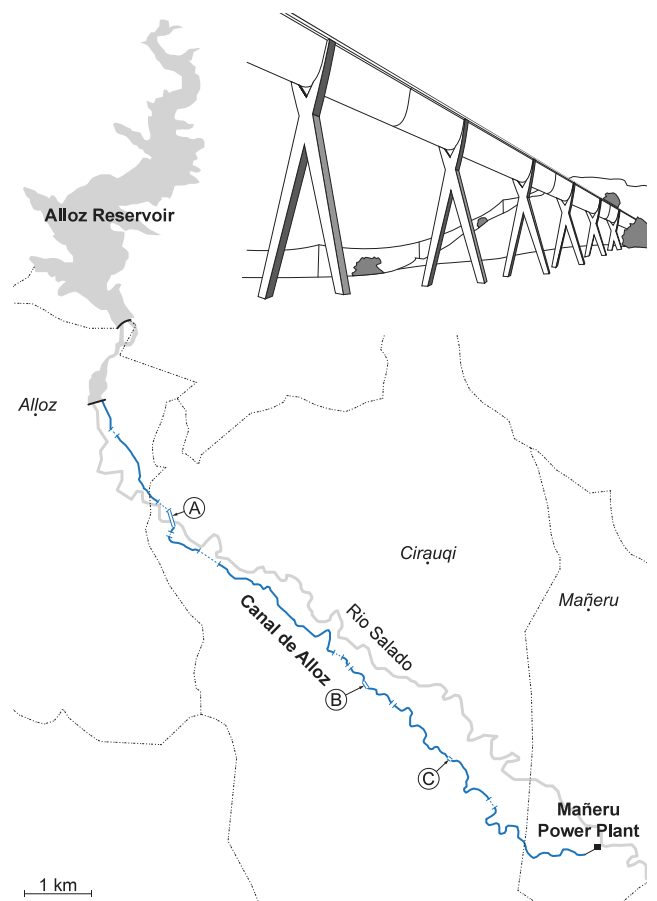 Alloz Reservoir
Alloz
A
Cirauqi
Mañeru
Rio Salado
Canal de Alloz
B
C
Mañeru
Power Plant
1 km